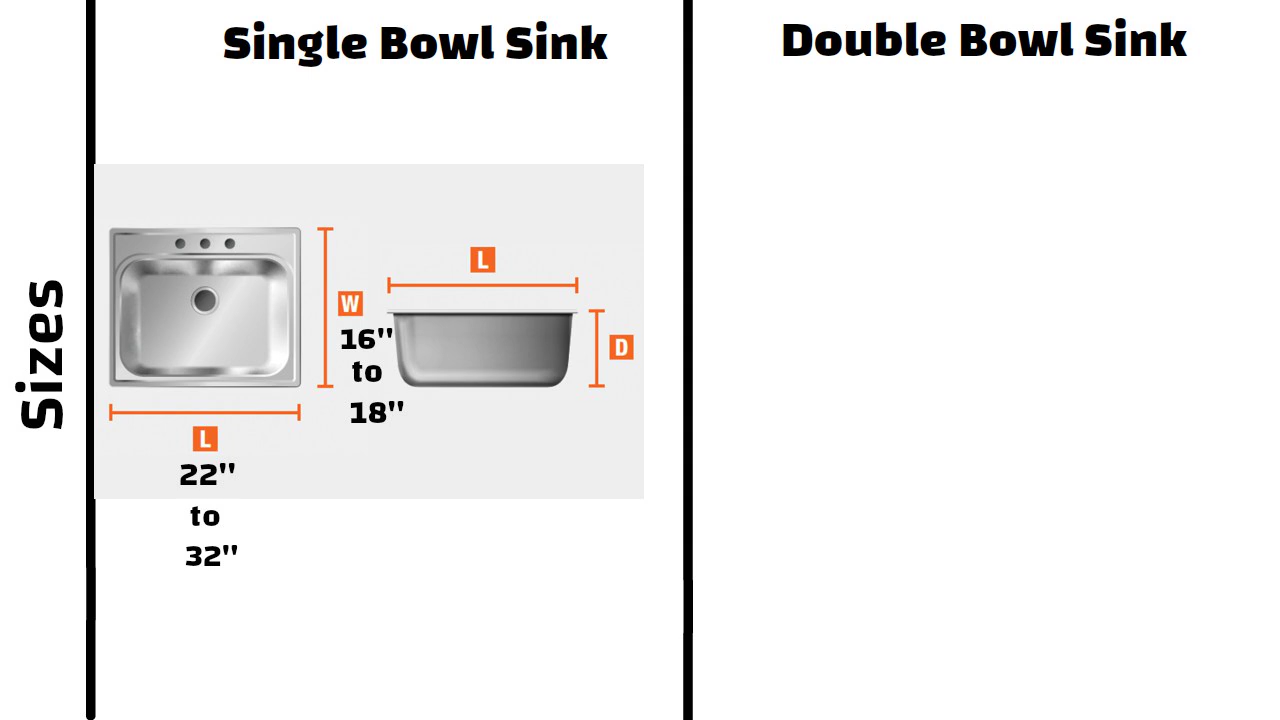 Single Bowl Sink
Double Bowl Sink
Sizes
L
W
16"
to
18"
D
L
22"
to
32"